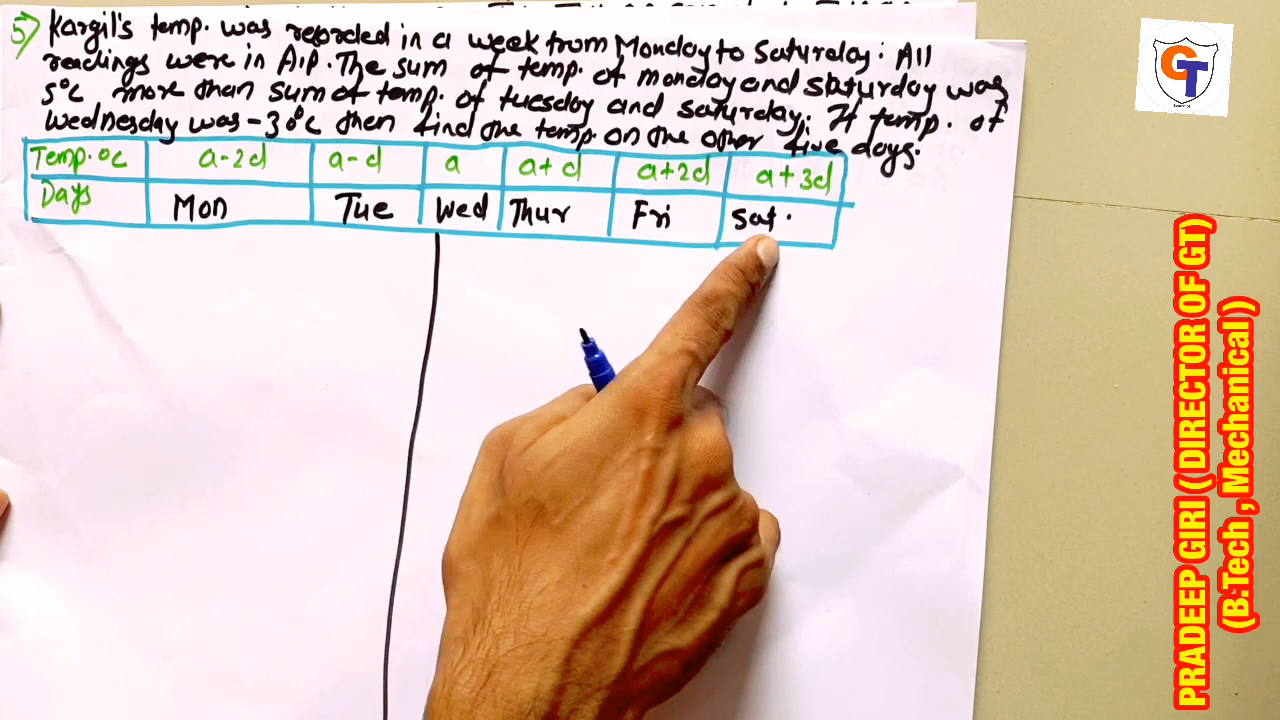 5) Kargil's temp. was recorded in a week from Monday to Saturday. All
readings were in A.P. The sum of temp. of monday and saturday was
5°C more than sum of temp. of tuesday and saturday. If temp. of
Wednesday was -30°C then find the temp. on the other five days.
Temp. °C a-2d a-d a a+d a+2d a+3d
Days Mon Tue Wed Thur Fri Sat.
GT
PRADEEP GIRI ( DIRECTOR OF GT)
(B.Tech , Mechanical )